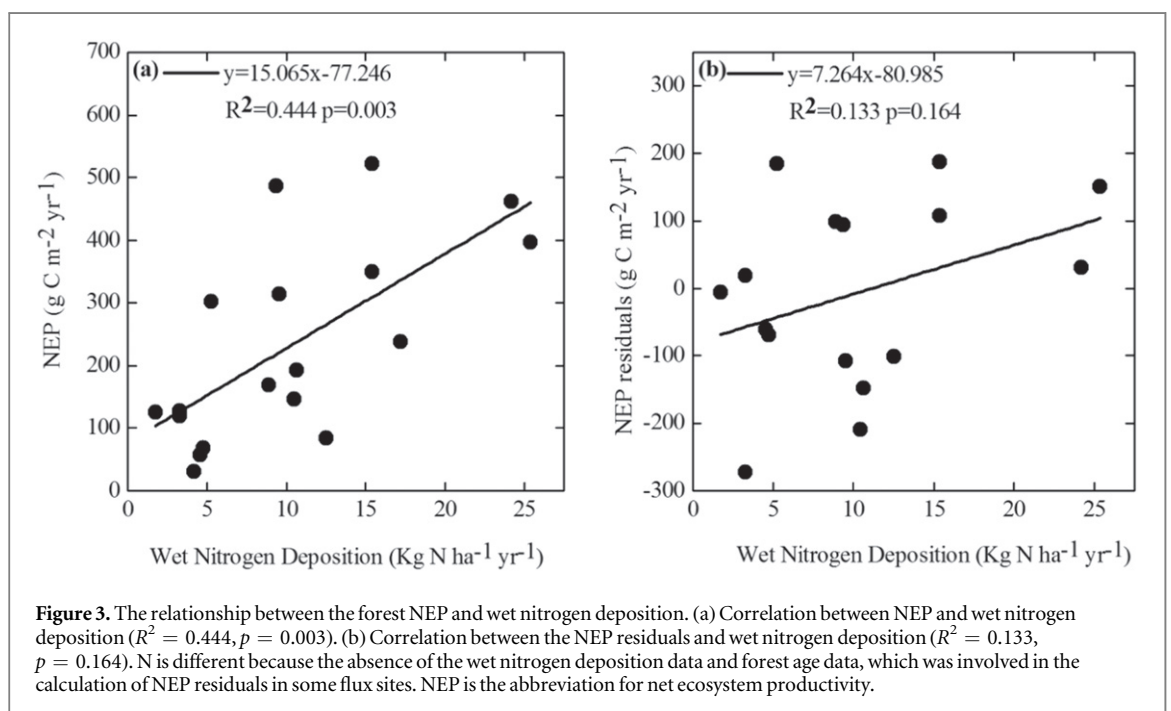 (a) y=15.065x-77.246
R2=0.444 p=0.003
700
600
500
400
300
200
100
0
NEP (g C m-2 yr-1)
0 5 10 15 20 25
Wet Nitrogen Deposition (Kg N ha-1 yr-1)
(b) y=7.264x-80.985
R2=0.133 p=0.164
300
200
100
0
-100
-200
-300
NEP residuals (g C m-2 yr-1)
0 5 10 15 20 25
Wet Nitrogen Deposition (Kg N ha-1 yr-1)
Figure 3. The relationship between the forest NEP and wet nitrogen deposition. (a) Correlation between NEP and wet nitrogen
deposition (R2 = 0.444, p = 0.003). (b) Correlation between the NEP residuals and wet nitrogen deposition (R2 = 0.133,
p = 0.164). N is different because the absence of the wet nitrogen deposition data and forest age data, which was involved in the
calculation of NEP residuals in some flux sites. NEP is the abbreviation for net ecosystem productivity.